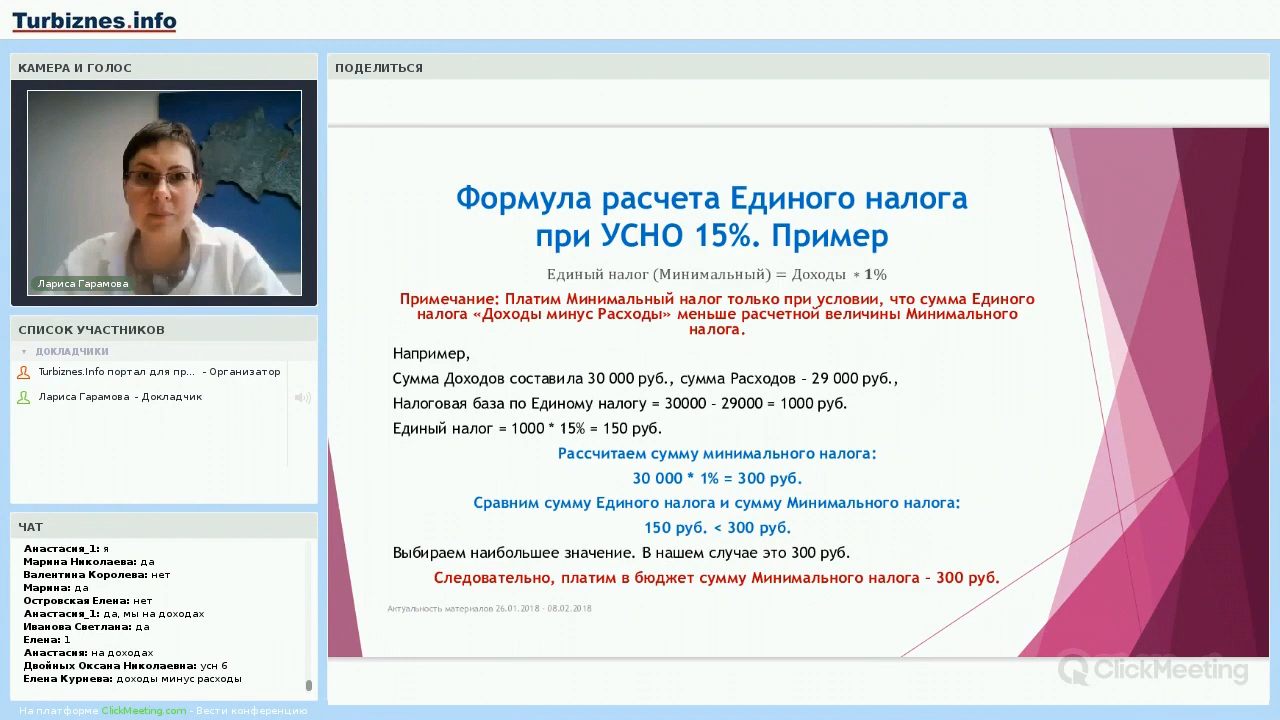 Turbiznes.info
КАМЕРА И ГОЛОС
Лариса Гарамова
СПИСОК УЧАСТНИКОВ
ДОКЛАДЧИКИ
Turbiznes.Info портал для пр... - Организатор
Лариса Гарамова - Докладчик
ЧАТ
Анастасия_1: я
Марина Николаева: да
Валентина Королева: нет
Марина: да
Островская Елена: нет
Анастасия_1: да, мы на доходах
Иванова Светлана: да
Елена: 1
Анастасия: на доходах
Двойных Оксана Николаевна: усн 6
Елена Курнева: доходы минус расходы
На платформе ClickMeeting.com - Вести конференцию
ПОДЕЛИТЬСЯ
Формула расчета Единого налога
при УСНО 15%. Пример
Единый налог (Минимальный) = Доходы * 1%
Примечание: Платим Минимальный налог только при условии, что сумма Единого
налога «Доходы минус Расходы» меньше расчетной величины Минимального
налога.
Например,
Сумма Доходов составила 30 000 руб., сумма Расходов – 29 000 руб.,
Налоговая база по Единому налогу = 30000 – 29000 = 1000 руб.
Единый налог = 1000 * 15% = 150 руб.
Рассчитаем сумму минимального налога:
30 000 * 1% = 300 руб.
Сравним сумму Единого налога и сумму Минимального налога:
150 руб. < 300 руб.
Выбираем наибольшее значение. В нашем случае это 300 руб.
Следовательно, платим в бюджет сумму Минимального налога – 300 руб.
Актуальность материалов 26.01.2018 - 08.02.2018
ClickMeeting